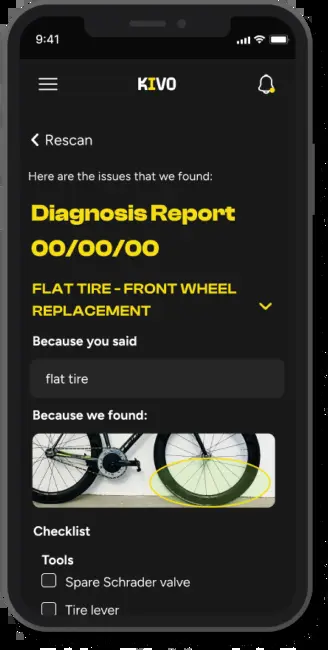 9:41
KIVO
Rescan
Here are the issues that we found:
Diagnosis Report
00/00/00
FLAT TIRE - FRONT WHEEL
REPLACEMENT
Because you said
flat tire
Because we found:
Checklist
Tools
Spare Schrader valve
Tire lever